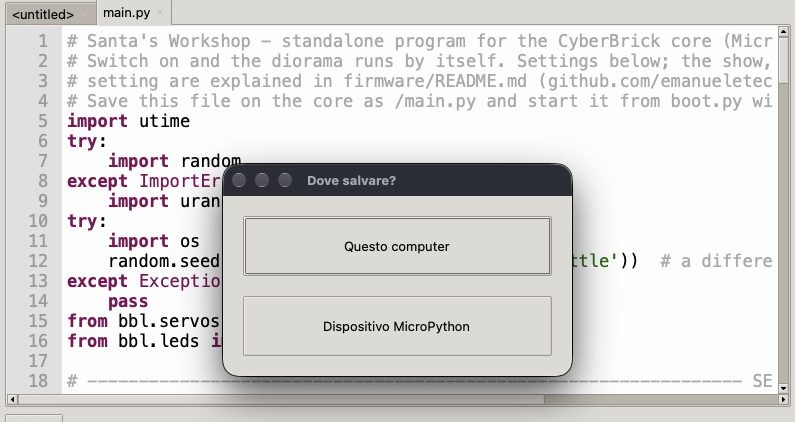 <untitled> main.py
1 # Santa's Workshop - standalone program for the CyberBrick core (Micr
2 # Switch on and the diorama runs by itself. Settings below; the show,
3 # setting are explained in firmware/README.md (github.com/emanueletec
4 # Save this file on the core as /main.py and start it from boot.py wi
5 import utime
6 try:
7 import random
8 except ImportEr
9 import uran
10 try:
11 import os
12 random.seed ttle')) # a differe
13 except Exceptio
14 pass
15 from bbl.servos
16 from bbl.leds i
17
18 # ---------------------------------------------------------------- SE
Dove salvare?
Questo computer
Dispositivo MicroPython